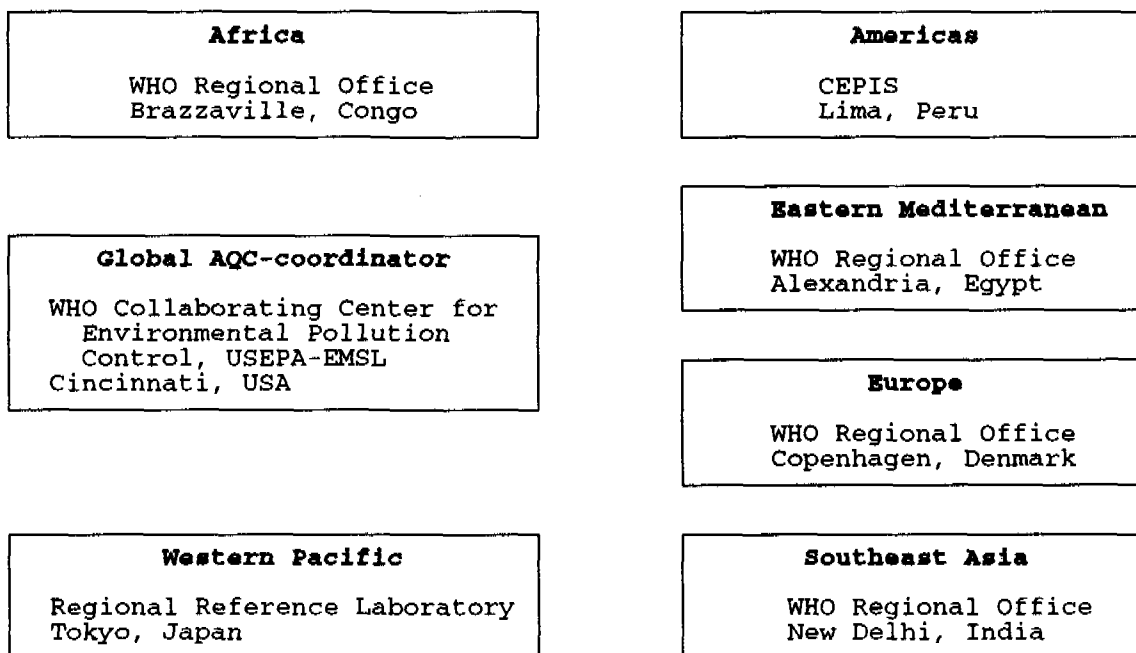 Africa
WHO Regional Office
Brazzaville, Congo
Americas
CEPIS
Lima, Peru
Global AQC-coordinator
WHO Collaborating Center for
Environmental Pollution
Control, USEPA-EMSL
Cincinnati, USA
Eastern Mediterranean
WHO Regional Office
Alexandria, Egypt
Europe
WHO Regional Office
Copenhagen, Denmark
Western Pacific
Regional Reference Laboratory
Tokyo, Japan
Southeast Asia
WHO Regional Office
New Delhi, India